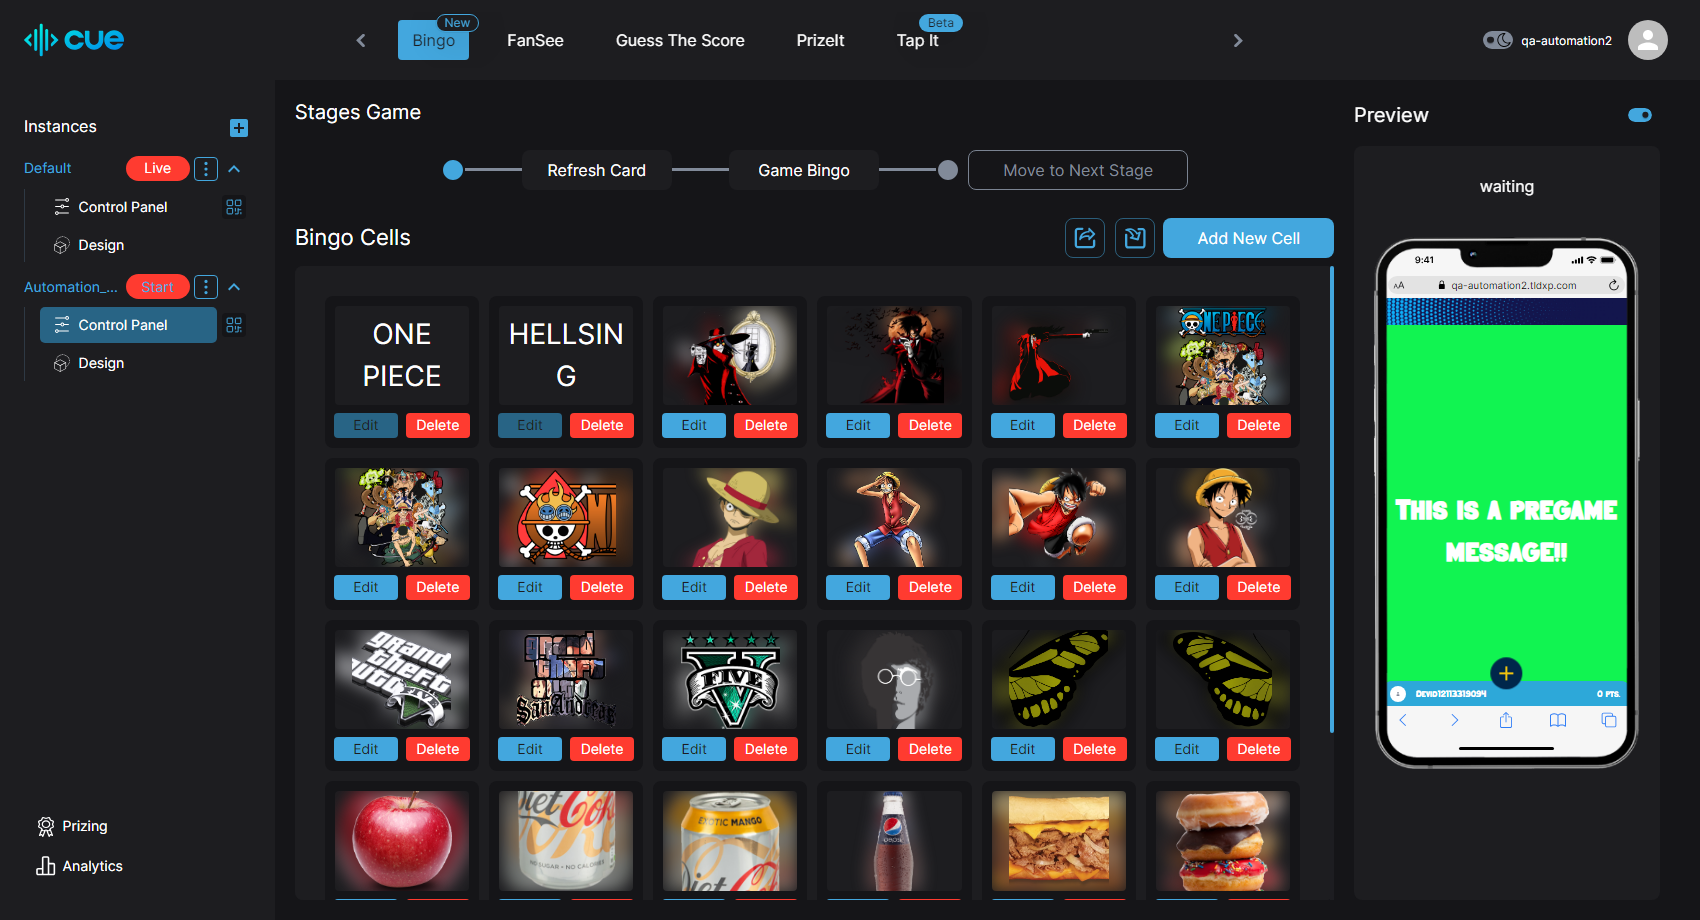 cue
Bingo
New
FanSee
Guess The Score
PrizeIt
Tap It
Beta
qa-automation2
Instances
Default
Live
Control Panel
Design
Automation_...
Start
Control Panel
Design
Prizing
Analytics
Stages Game
Refresh Card
Game Bingo
Move to Next Stage
Bingo Cells
Add New Cell
ONE
PIECE
HELLSIN
G
ONE PIECE
Edit
Delete
Edit
Delete
Edit
Delete
Edit
Delete
Edit
Delete
Edit
Delete
Edit
Delete
Edit
Delete
Edit
Delete
Edit
Delete
Edit
Delete
Edit
Delete
grand
theft
auto
V
FIVE
grand
theft
auto
San Andreas
Edit
Delete
Edit
Delete
Edit
Delete
Edit
Delete
Edit
Delete
Edit
Delete
Diet Coke
NO SUGAR • NO CALORIES
EXOTIC MANGO
Diet Coke
pepsi
Preview
waiting
9:41
AA
qa-automation2.tldxp.com
THIS IS A PREGAME
MESSAGE!!
0 PTS.